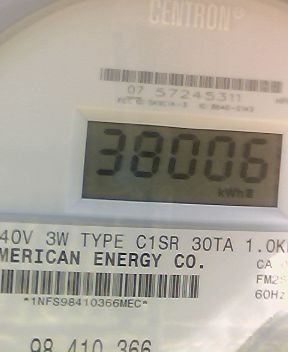 CENTRON®
07 57245311
38006
kWh
40V 3W TYPE C1SR 30TA 1.0K
MERICAN ENERGY CO.
CA
FM2S
*1NFS98410366MEC*
60Hz
98 410 366